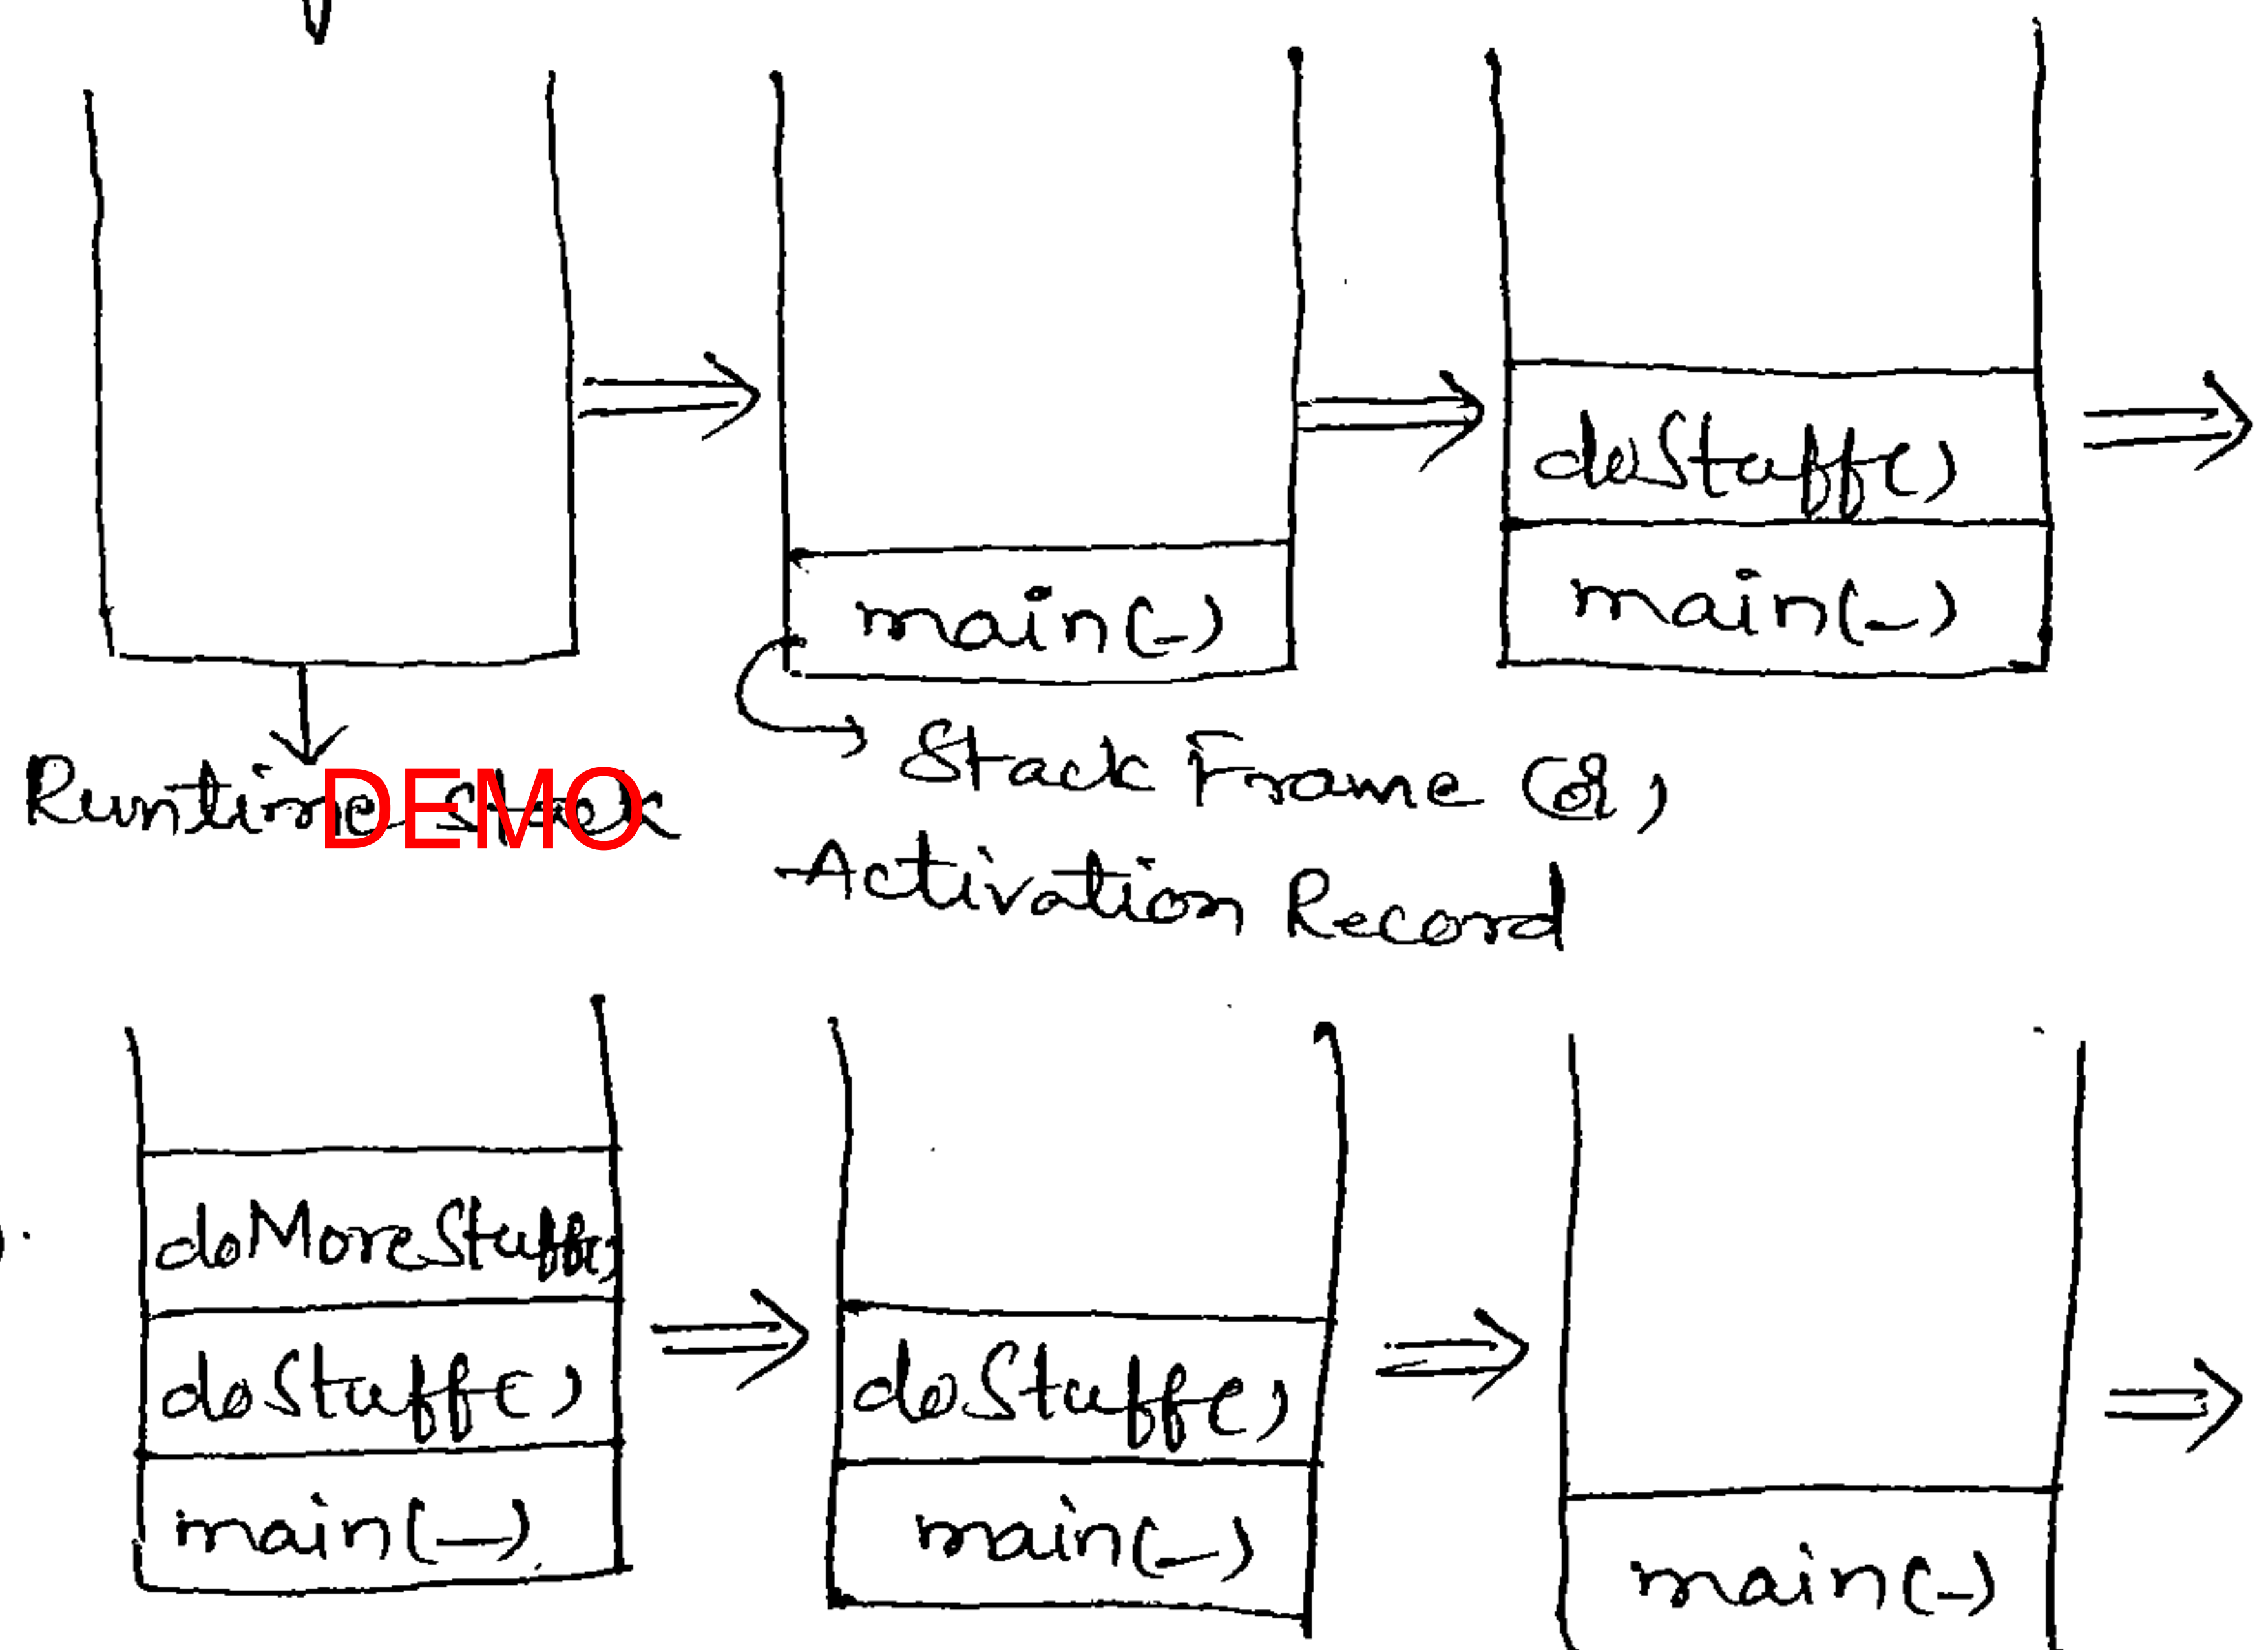 doStuff()
main(-)
main(-)
Runtime Stack
DEMO
Stack Frame (or)
Activation Record
doMoreStuff()
doStuff()
doStuff()
main(-)
main(-)
main(-)